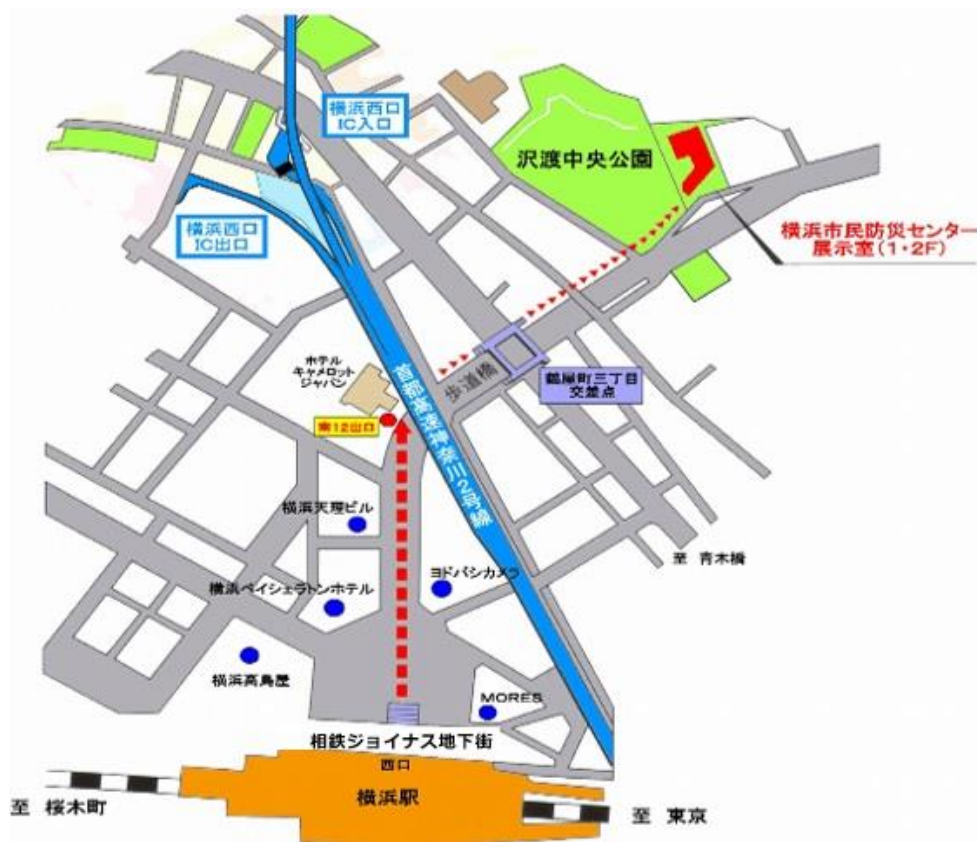 横浜西口
IC入口
沢渡中央公園
横浜西口
IC出口
横浜市民防災センター
展示室(1・2F)
ホテル
キャメロット
ジャパン
歩道橋
鶴屋町三丁目
交差点
南12出口
首都高速神奈川2号線
横浜天理ビル
至 青木橋
ヨドバシカメラ
横浜ベイシェラトンホテル
横浜高島屋
MORES
相鉄ジョイナス地下街
西口
横浜駅
至 桜木町
至 東京